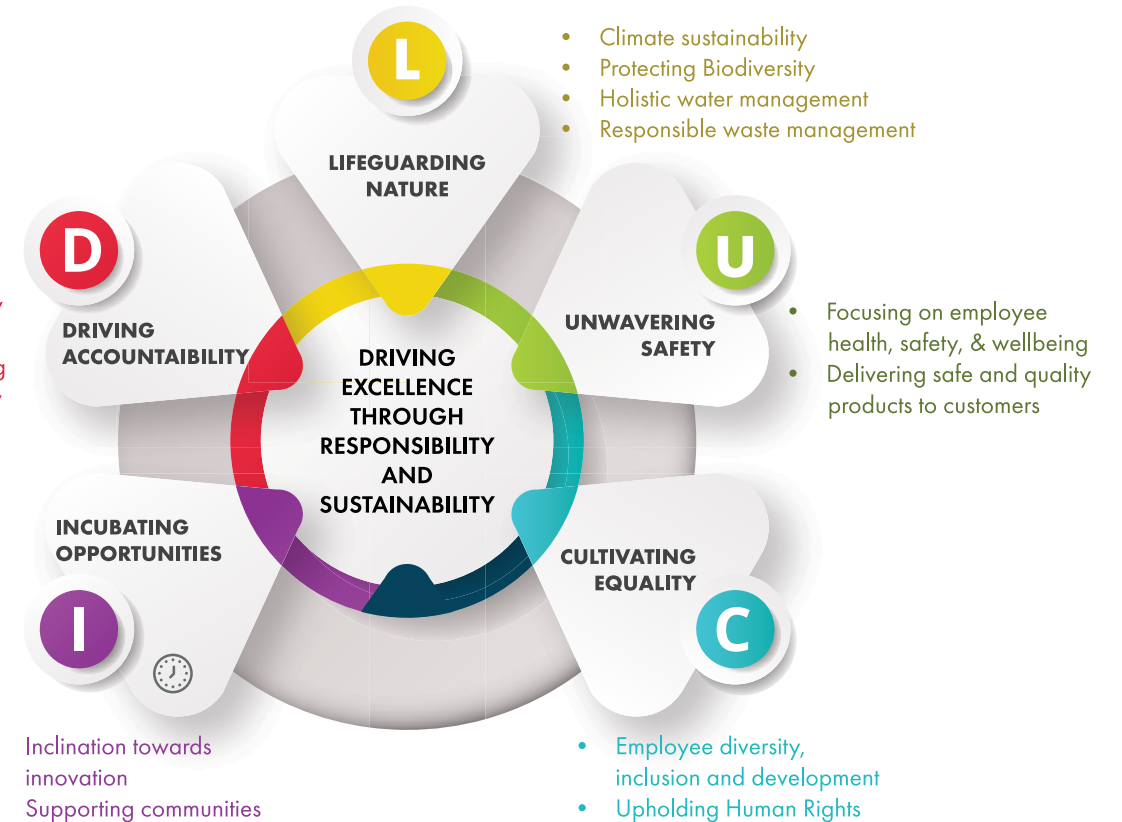 L
• Climate sustainability
• Protecting Biodiversity
• Holistic water management
• Responsible waste management
LIFEGUARDING
NATURE
U
UNWAVERING
SAFETY
• Focusing on employee
health, safety, & wellbeing
• Delivering safe and quality
products to customers
D
DRIVING
ACCOUNTAIBILITY
DRIVING
EXCELLENCE
THROUGH
RESPONSIBILITY
AND
SUSTAINABILITY
INCUBATING
OPPORTUNITIES
I
Inclination towards
innovation
Supporting communities
CULTIVATING
EQUALITY
C
• Employee diversity,
inclusion and development
• Upholding Human Rights